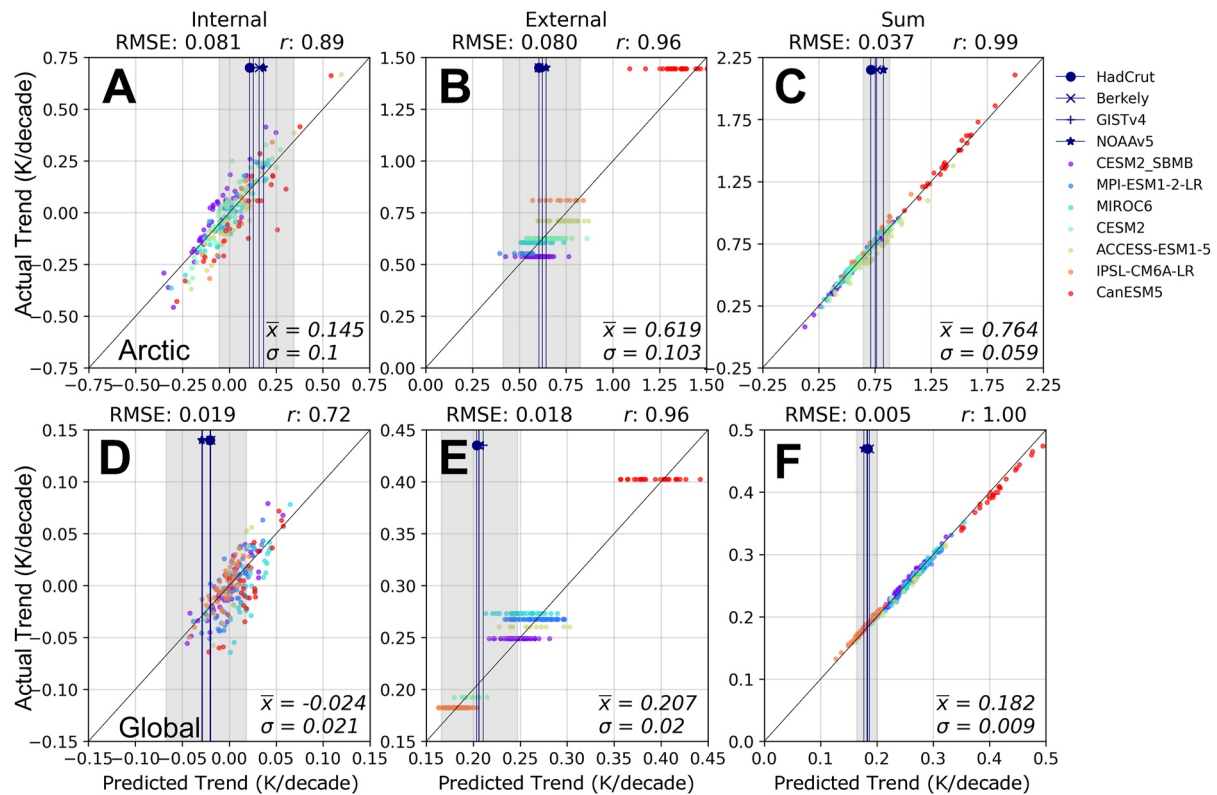 Internal
External
Sum
RMSE: 0.081 r: 0.89
RMSE: 0.080 r: 0.96
RMSE: 0.037 r: 0.99
A
B
C
Actual Trend (K/decade)
0.75
0.50
0.25
0.00
−0.25
−0.50
−0.75
Arctic
x̅ = 0.145
σ = 0.1
−0.75 −0.50 −0.25 0.00 0.25 0.50 0.75
1.50
1.25
1.00
0.75
0.50
0.25
0.00
x̅ = 0.619
σ = 0.103
0.00 0.25 0.50 0.75 1.00 1.25 1.50
2.25
1.75
1.25
0.75
0.25
−0.25
x̅ = 0.764
σ = 0.059
−0.25 0.25 0.75 1.25 1.75 2.25
HadCrut
Berkely
GISTv4
NOAAv5
CESM2_SBMB
MPI-ESM1-2-LR
MIROC6
CESM2
ACCESS-ESM1-5
IPSL-CM6A-LR
CanESM5
RMSE: 0.019 r: 0.72
RMSE: 0.018 r: 0.96
RMSE: 0.005 r: 1.00
D
E
F
Actual Trend (K/decade)
0.15
0.10
0.05
0.00
−0.05
−0.10
−0.15
Global
x̅ = -0.024
σ = 0.021
−0.15 −0.10 −0.05 0.00 0.05 0.10 0.15
Predicted Trend (K/decade)
0.45
0.40
0.35
0.30
0.25
0.20
0.15
x̅ = 0.207
σ = 0.02
0.15 0.20 0.25 0.30 0.35 0.40 0.45
Predicted Trend (K/decade)
0.5
0.4
0.3
0.2
0.1
0.0
x̅ = 0.182
σ = 0.009
0.0 0.1 0.2 0.3 0.4 0.5
Predicted Trend (K/decade)